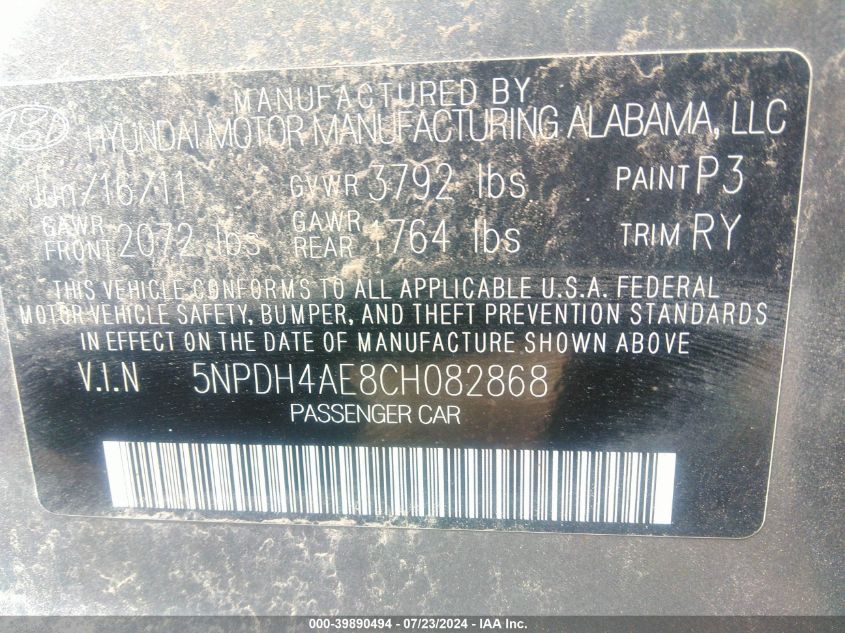 MANUFACTURED BY
HYUNDAI MOTOR MANUFACTURING ALABAMA, LLC
Jun/16/11 GVWR 3792 lbs PAINT P3
GAWR FRONT 2072 lbs GAWR REAR 1764 lbs TRIM RY
THIS VEHICLE CONFORMS TO ALL APPLICABLE U.S.A. FEDERAL
MOTOR VEHICLE SAFETY, BUMPER, AND THEFT PREVENTION STANDARDS
IN EFFECT ON THE DATE OF MANUFACTURE SHOWN ABOVE
V.I.N 5NPDH4AE8CH082868
PASSENGER CAR
000-39890494 - 07/23/2024 - IAA Inc.